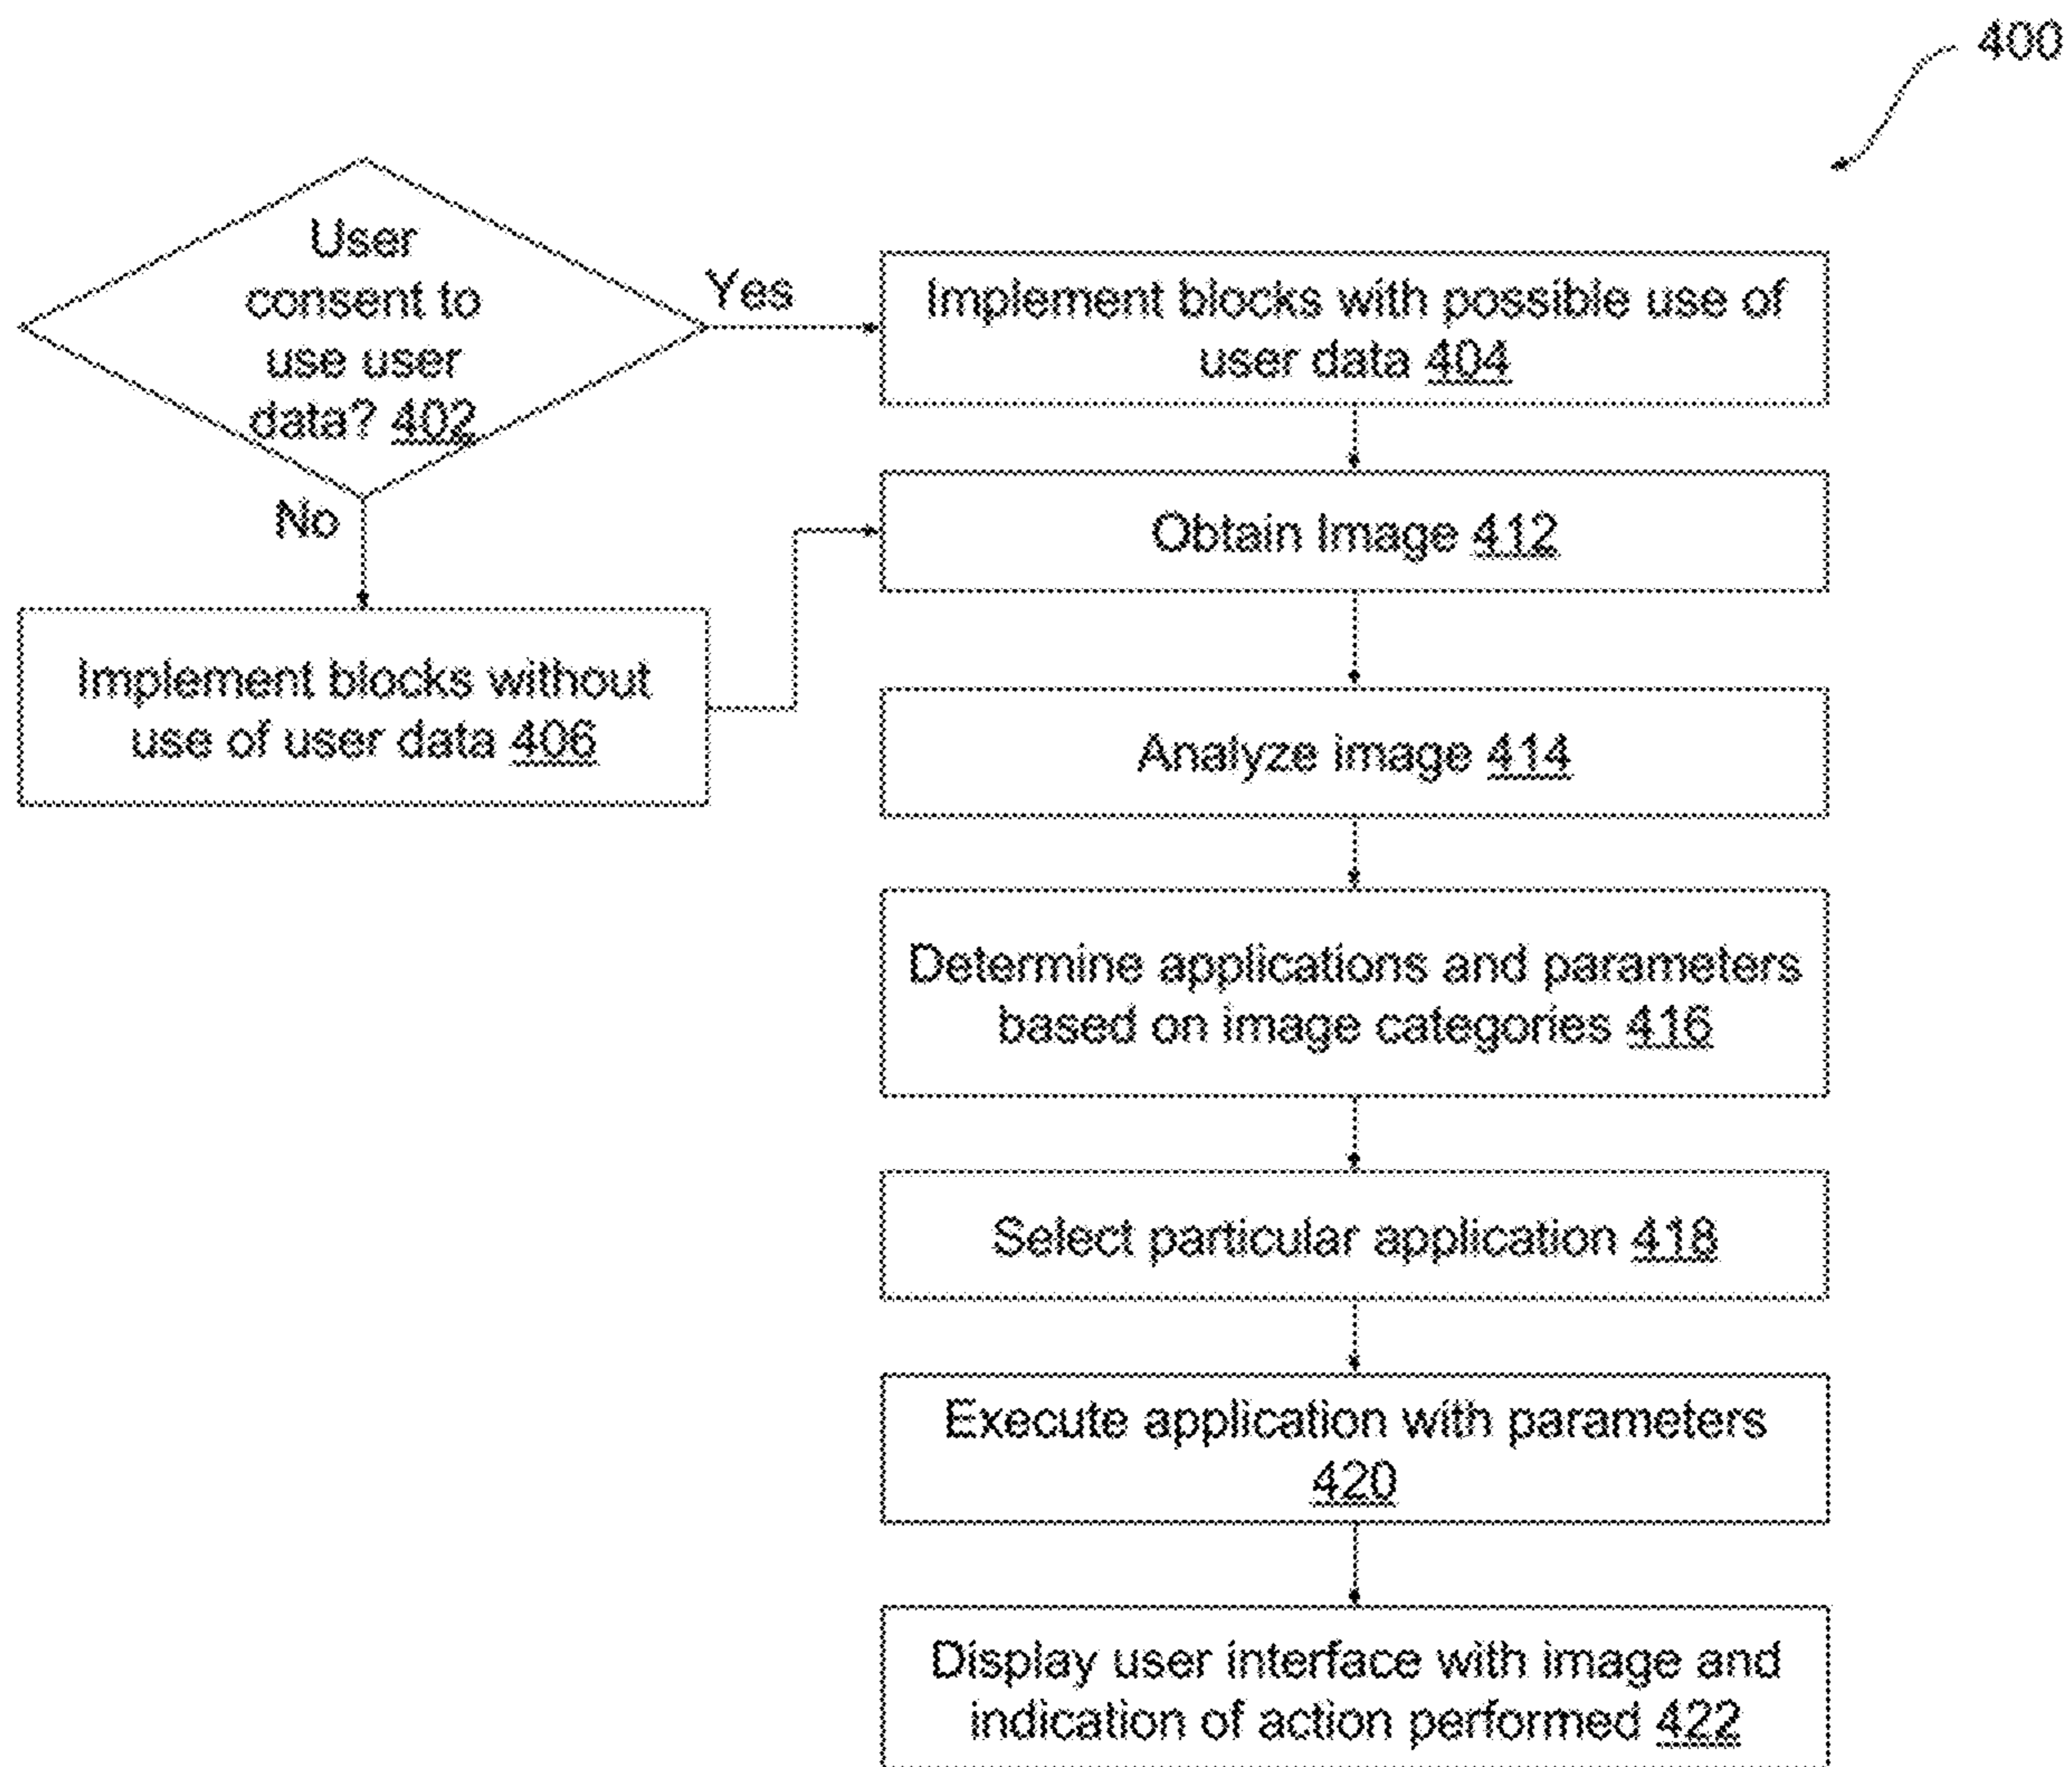 400
User
consent to
use user
data? 402
Yes
No
Implement blocks with possible use of
user data 404
Implement blocks without
use of user data 406
Obtain Image 412
Analyze image 414
Determine applications and parameters
based on image categories 416
Select particular application 418
Execute application with parameters
420
Display user interface with image and
indication of action performed 422